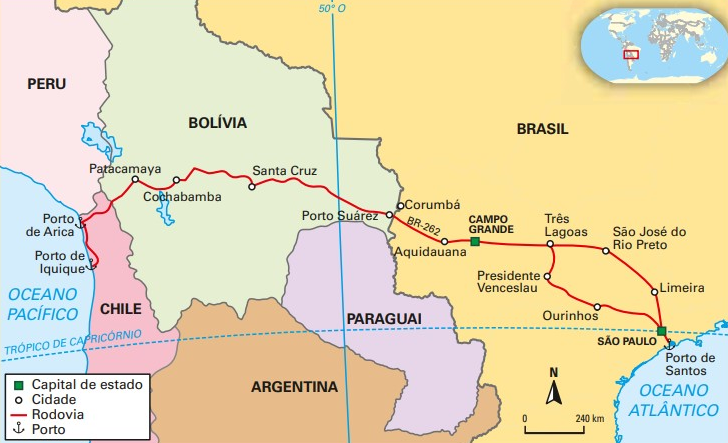 50° O
PERU
BOLÍVIA
BRASIL
Patacamaya
Cochabamba
Santa Cruz
Porto Suárez
Corumbá
BR-262
Aquidauana
CAMPO
GRANDE
Três
Lagoas
São José do
Rio Preto
Presidente
Venceslau
Ourinhos
Limeira
SÃO PAULO
Porto de
Santos
Porto
de Arica
Porto de
Iquique
OCEANO
PACÍFICO
CHILE
PARAGUAI
ARGENTINA
TRÓPICO DE CAPRICÓRNIO
OCEANO
ATLÂNTICO
Capital de estado
Cidade
Rodovia
Porto
N
0
240 km